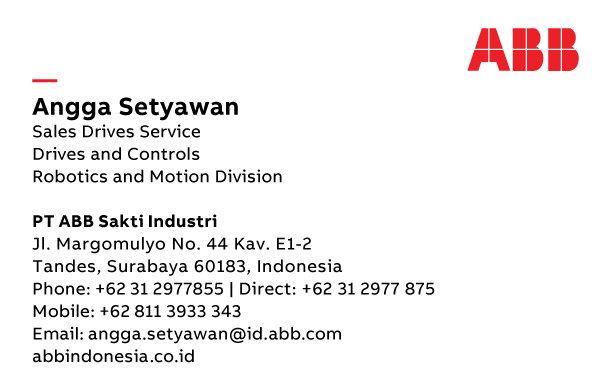 ABB
Angga Setyawan
Sales Drives Service
Drives and Controls
Robotics and Motion Division
PT ABB Sakti Industri
Jl. Margomulyo No. 44 Kav. E1-2
Tandes, Surabaya 60183, Indonesia
Phone: +62 31 2977855 | Direct: +62 31 2977 875
Mobile: +62 811 3933 343
Email: angga.setyawan@id.abb.com
abbindonesia.co.id